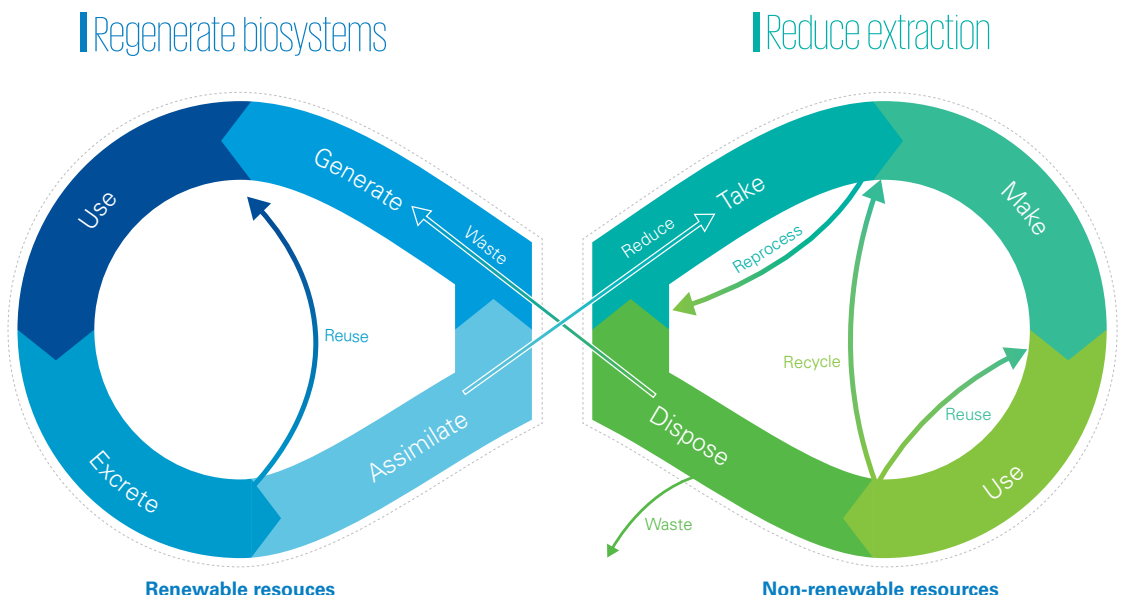 Regenerate biosystems
Reduce extraction
Use
Generate
Waste
Reuse
Excrete
Assimilate
Reduce
Take
Make
Reprocess
Recycle
Reuse
Use
Dispose
Waste
Renewable resouces
Non-renewable resources